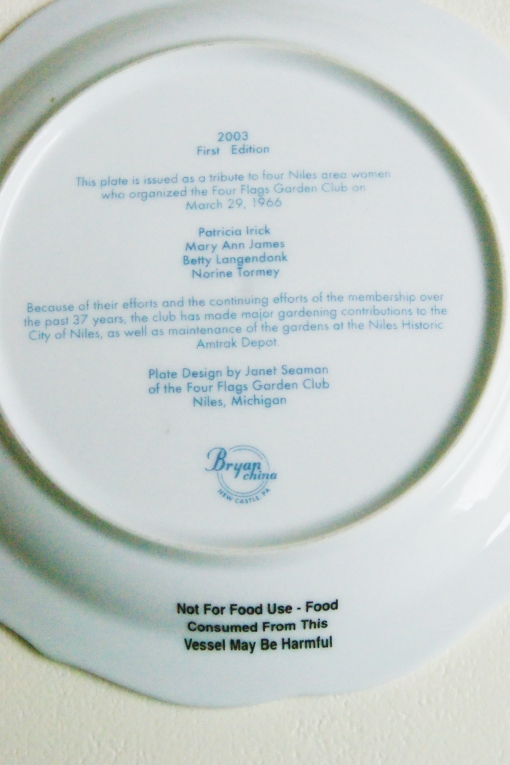 2003
First Edition
This plate is issued as a tribute to four Niles area women
who organized the Four Flags Garden Club on
March 29, 1966
Patricia Irick
Mary Ann James
Betty Langendonk
Norine Tormey
Because of their efforts and the continuing efforts of the membership over
the past 37 years, the club has made major gardening contributions to the
City of Niles, as well as maintenance of the gardens at the Niles Historic
Amtrak Depot.
Plate Design by Janet Seaman
of the Four Flags Garden Club
Niles, Michigan
Bryan
china
NEW CASTLE, PA
Not For Food Use - Food
Consumed From This
Vessel May Be Harmful